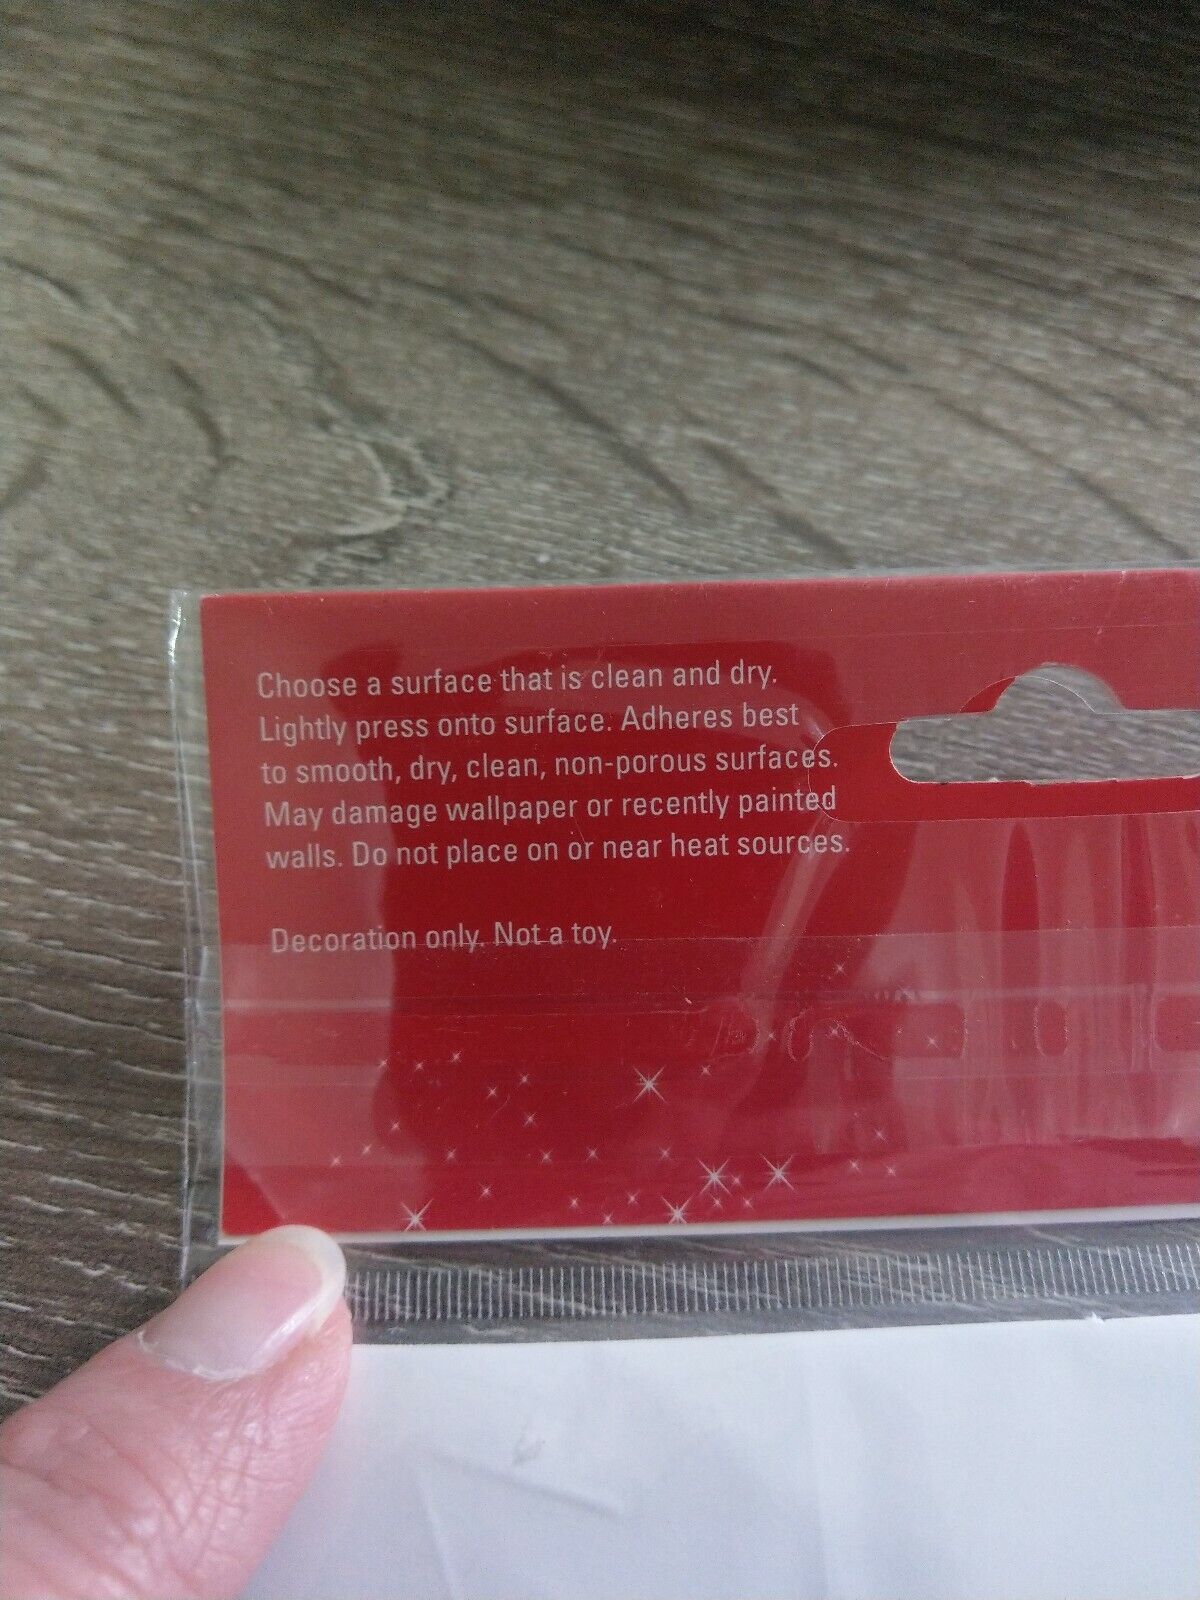 Choose a surface that is clean and dry.
Lightly press onto surface. Adheres best
to smooth, dry, clean, non-porous surfaces.
May damage wallpaper or recently painted
walls. Do not place on or near heat sources.
Decoration only. Not a toy.